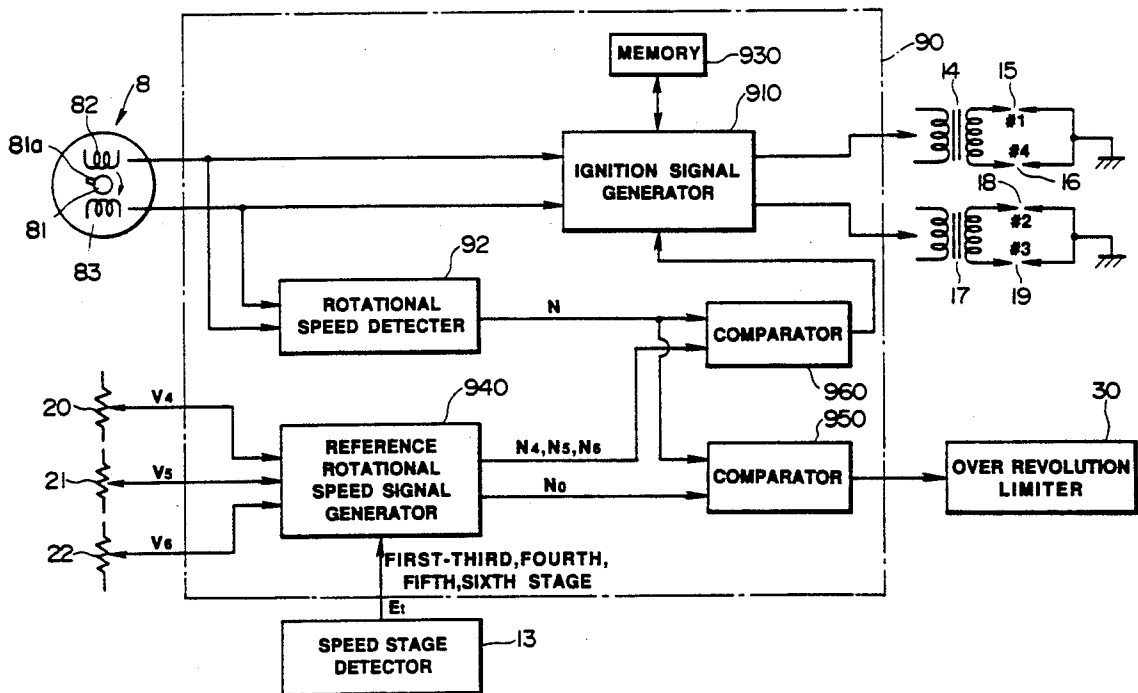 90
MEMORY
930
8
14
15
82
910
#1
81a
#4
IGNITION SIGNAL
GENERATOR
16
18
81
#2
83
92
#3
17
19
ROTATIONAL
SPEED DETECTER
N
COMPARATOR
960
20
V4
940
950
30
REFERENCE
ROTATIONAL
SPEED SIGNAL
GENERATOR
N4,N5,N6
21
V5
COMPARATOR
OVER REVOLUTION
LIMITER
N0
22
V6
FIRST-THIRD,FOURTH,
FIFTH,SIXTH STAGE
Et
13
SPEED STAGE
DETECTOR